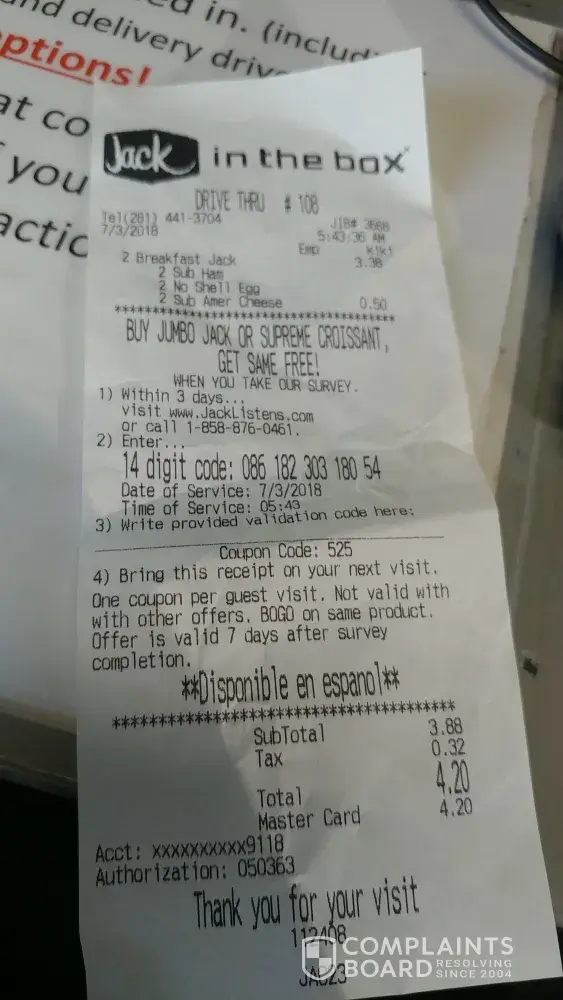 ed in. (includ
and delivery drive
options!
at co
you
actic
Jack in the box
DRIVE THRU # 108
Tel(281) 441-3704 JIB# 3688
7/3/2018 5:43:36 AM
Emp kiki
2 Breakfast Jack 3.38
2 Sub Ham
2 No Shell Egg
2 Sub Amer Cheese 0.50
****************************************
BUY JUMBO JACK OR SUPREME CROISSANT,
GET SAME FREE!
WHEN YOU TAKE OUR SURVEY.
1) Within 3 days...
visit www.JackListens.com
or call 1-858-876-0461.
2) Enter...
14 digit code: 086 182 303 180 54
Date of Service: 7/3/2018
Time of Service: 05:43
3) Write provided validation code here:
Coupon Code: 525
4) Bring this receipt on your next visit.
One coupon per guest visit. Not valid with
with other offers. BOGO on same product.
Offer is valid 7 days after survey
completion.
**Disponible en espanol**
****************************************
SubTotal 3.88
Tax 0.32
Total 4.20
Master Card 4.20
Acct: xxxxxxxxxx9118
Authorization: 050363
Thank you for your visit
112408
COMPLAINTS
BOARD RESOLVING
SINCE 2004